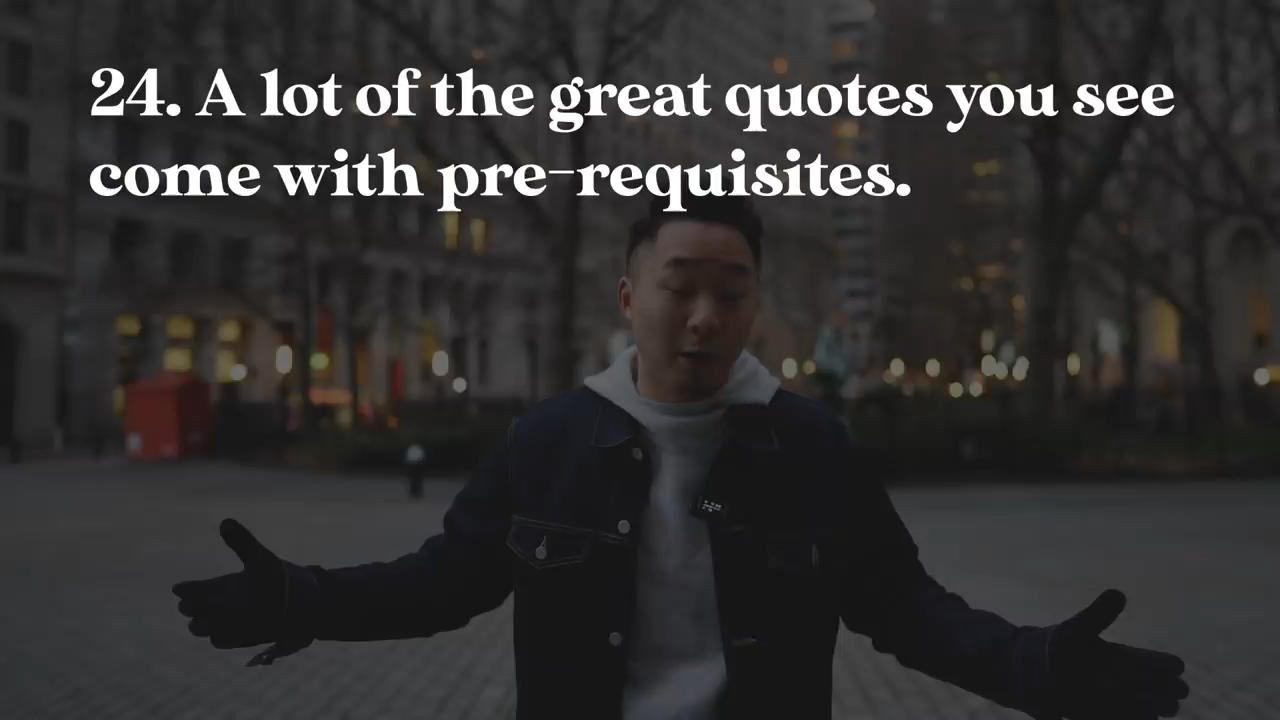 24. A lot of the great quotes you see
come with pre-requisites.